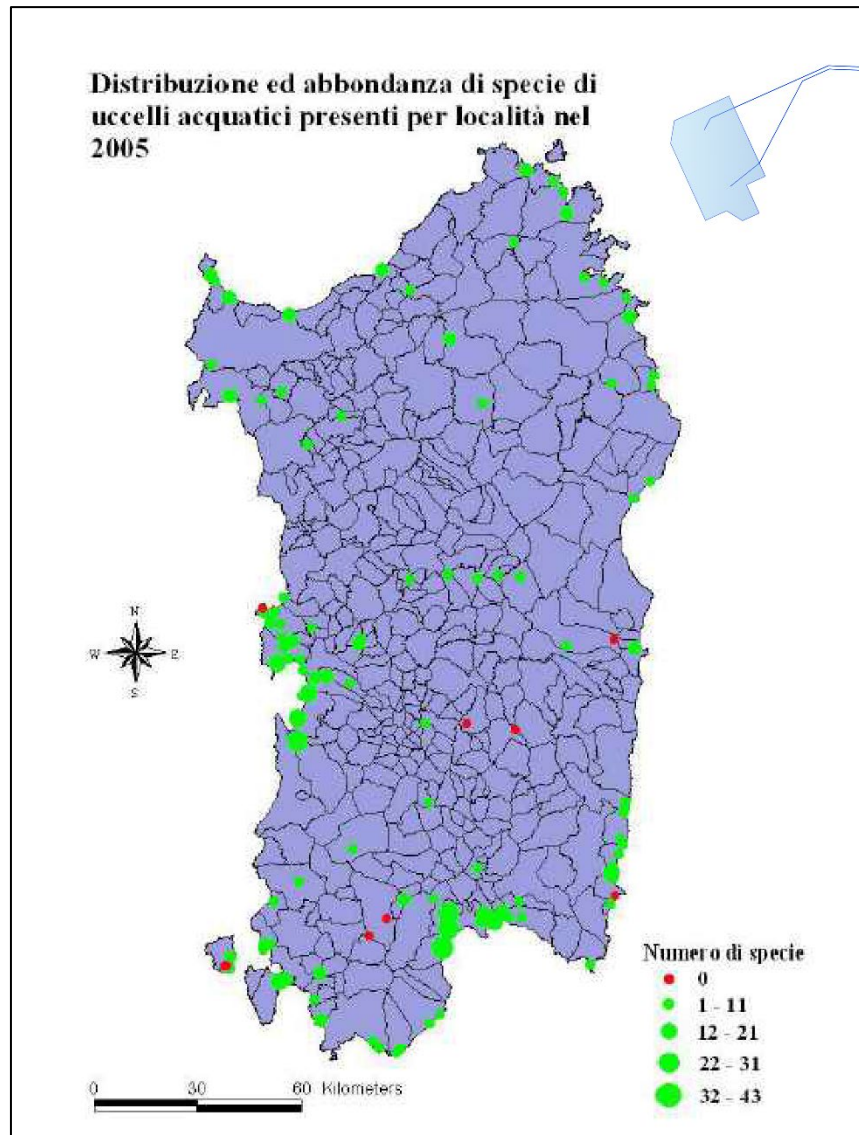 Distribuzione ed abbondanza di specie di
uccelli acquatici presenti per località nel
2005
N
W E
S
Numero di specie
0
1 - 11
12 - 21
22 - 31
32 - 43
0 30 60 Kilometers